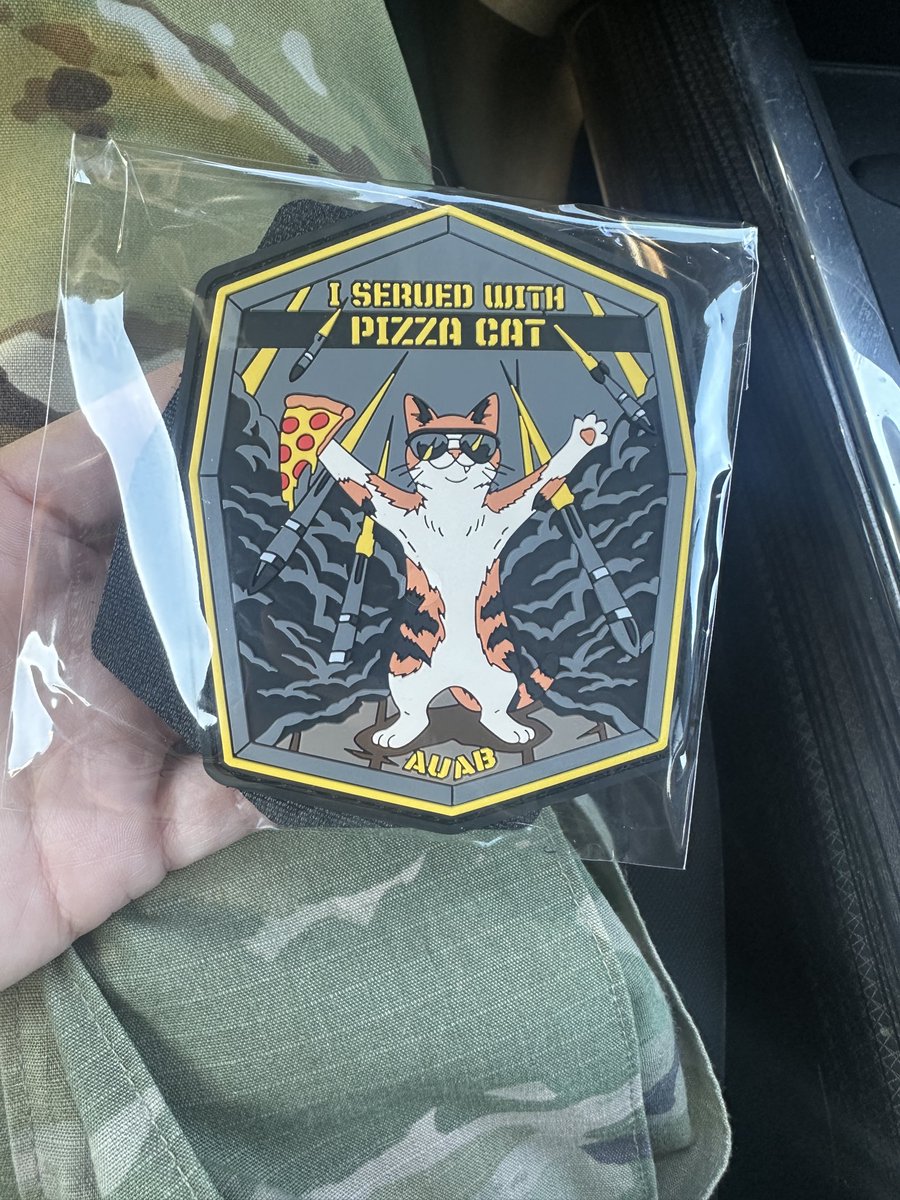 I SERVED WITH
PIZZA CAT
AUAB